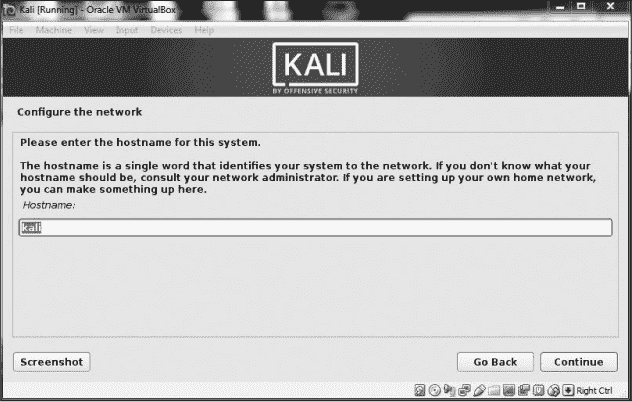 Kali [Running] - Oracle VM VirtualBox
File Machine View Input Devices Help
KALI
BY OFFENSIVE SECURITY
Configure the network
Please enter the hostname for this system.
The hostname is a single word that identifies your system to the network. If you don't know what your
hostname should be, consult your network administrator. If you are setting up your own home network,
you can make something up here.
Hostname:
kali
Screenshot
Go Back
Continue
Right Ctrl